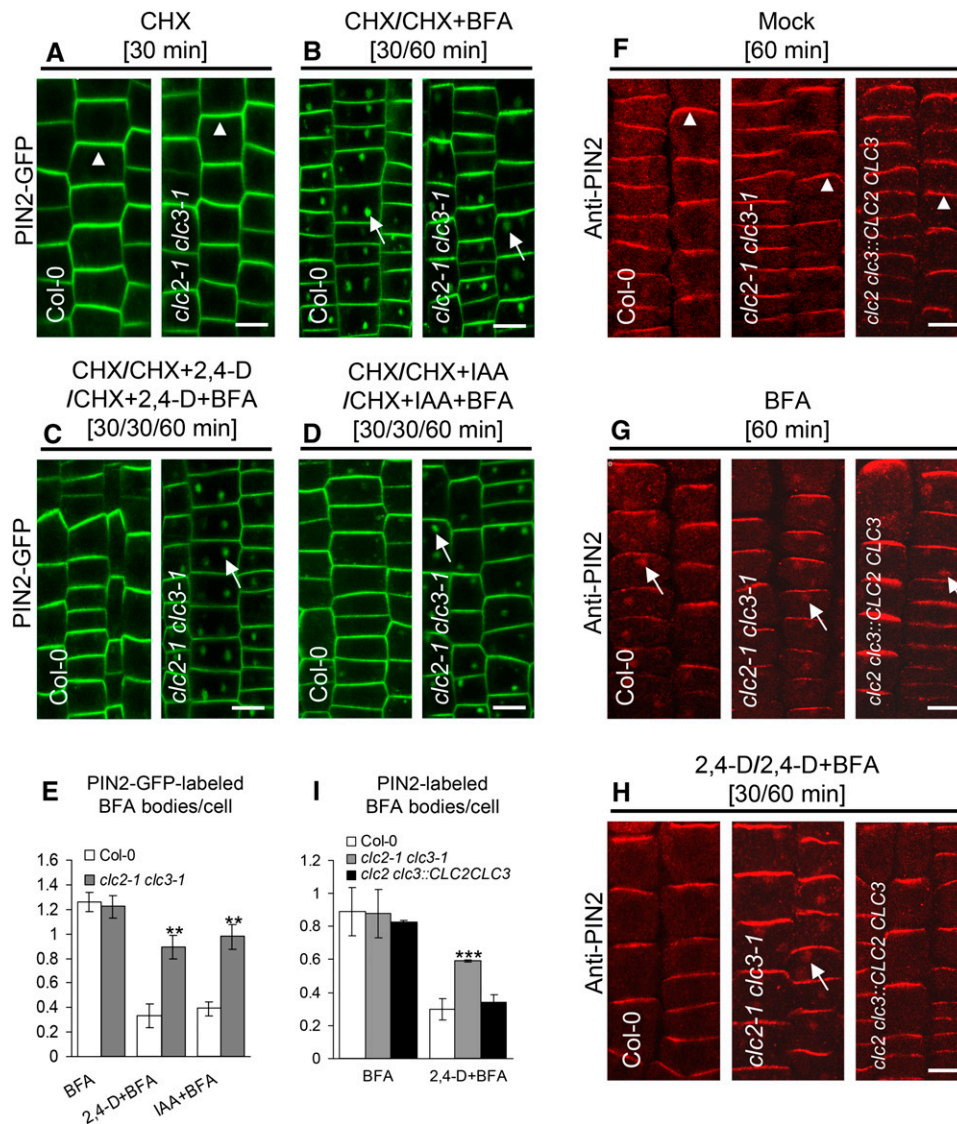 A
CHX
[30 min]
PIN2-GFP
Col-0
clc2-1 clc3-1
B
CHX/CHX+BFA
[30/60 min]
Col-0
clc2-1 clc3-1
C
CHX/CHX+2,4-D
/CHX+2,4-D+BFA
[30/30/60 min]
PIN2-GFP
Col-0
clc2-1 clc3-1
D
CHX/CHX+IAA
/CHX+IAA+BFA
[30/30/60 min]
Col-0
clc2-1 clc3-1
E
PIN2-GFP-labeled
BFA bodies/cell
Col-0
clc2-1 clc3-1
1.6
1.4
1.2
1
0.8
0.6
0.4
0.2
0
**
**
BFA
2,4-D+BFA
IAA+BFA
F
Mock
[60 min]
Anti-PIN2
Col-0
clc2-1 clc3-1
clc2 clc3::CLC2 CLC3
G
BFA
[60 min]
Anti-PIN2
Col-0
clc2-1 clc3-1
clc2 clc3::CLC2 CLC3
H
2,4-D/2,4-D+BFA
[30/60 min]
Anti-PIN2
Col-0
clc2-1 clc3-1
clc2 clc3::CLC2 CLC3
I
PIN2-labeled
BFA bodies/cell
Col-0
clc2-1 clc3-1
clc2 clc3::CLC2CLC3
1.2
1
0.8
0.6
0.4
0.2
0
***
BFA
2,4-D+BFA